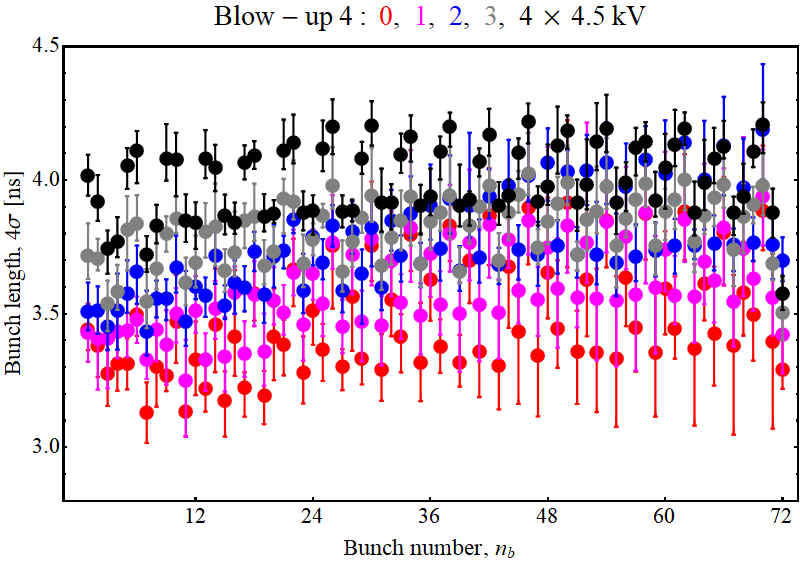 Blow – up 4 : 0, 1, 2, 3, 4 × 4.5 kV
4.5
4.0
3.5
3.0
Bunch length, 4σ [ns]
12 24 36 48 60 72
Bunch number, n_b